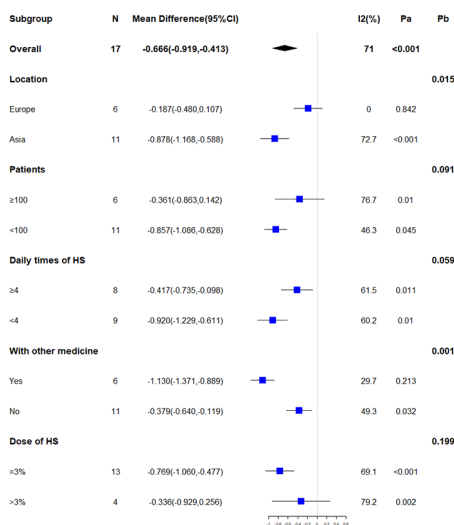 Subgroup N Mean Difference(95%CI) I2(%) Pa Pb
Overall 17 -0.666(-0.919,-0.413) 71 <0.001
Location 0.015
Europe 6 -0.187(-0.480,0.107) 0 0.842
Asia 11 -0.878(-1.168,-0.588) 72.7 <0.001
Patients 0.091
≥100 6 -0.361(-0.863,0.142) 76.7 0.01
<100 11 -0.857(-1.086,-0.628) 46.3 0.045
Daily times of HS 0.059
≥4 8 -0.417(-0.735,-0.098) 61.5 0.011
<4 9 -0.920(-1.229,-0.611) 60.2 0.01
With other medicine 0.001
Yes 6 -1.130(-1.371,-0.889) 29.7 0.213
No 11 -0.379(-0.640,-0.119) 49.3 0.032
Dose of HS 0.199
=3% 13 -0.769(-1.060,-0.477) 69.1 <0.001
>3% 4 -0.336(-0.929,0.256) 79.2 0.002